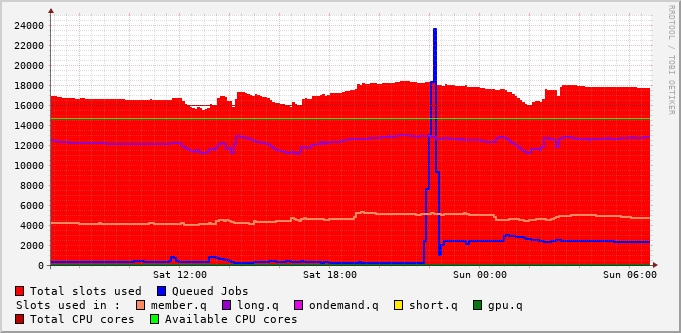 RRDTOOL / TOBI OETIKER
24000
22000
20000
18000
16000
14000
12000
10000
8000
6000
4000
2000
0
Sat 12:00 Sat 18:00 Sun 00:00 Sun 06:00
Total slots used Queued Jobs
Slots used in : member.q long.q ondemand.q short.q gpu.q
Total CPU cores Available CPU cores